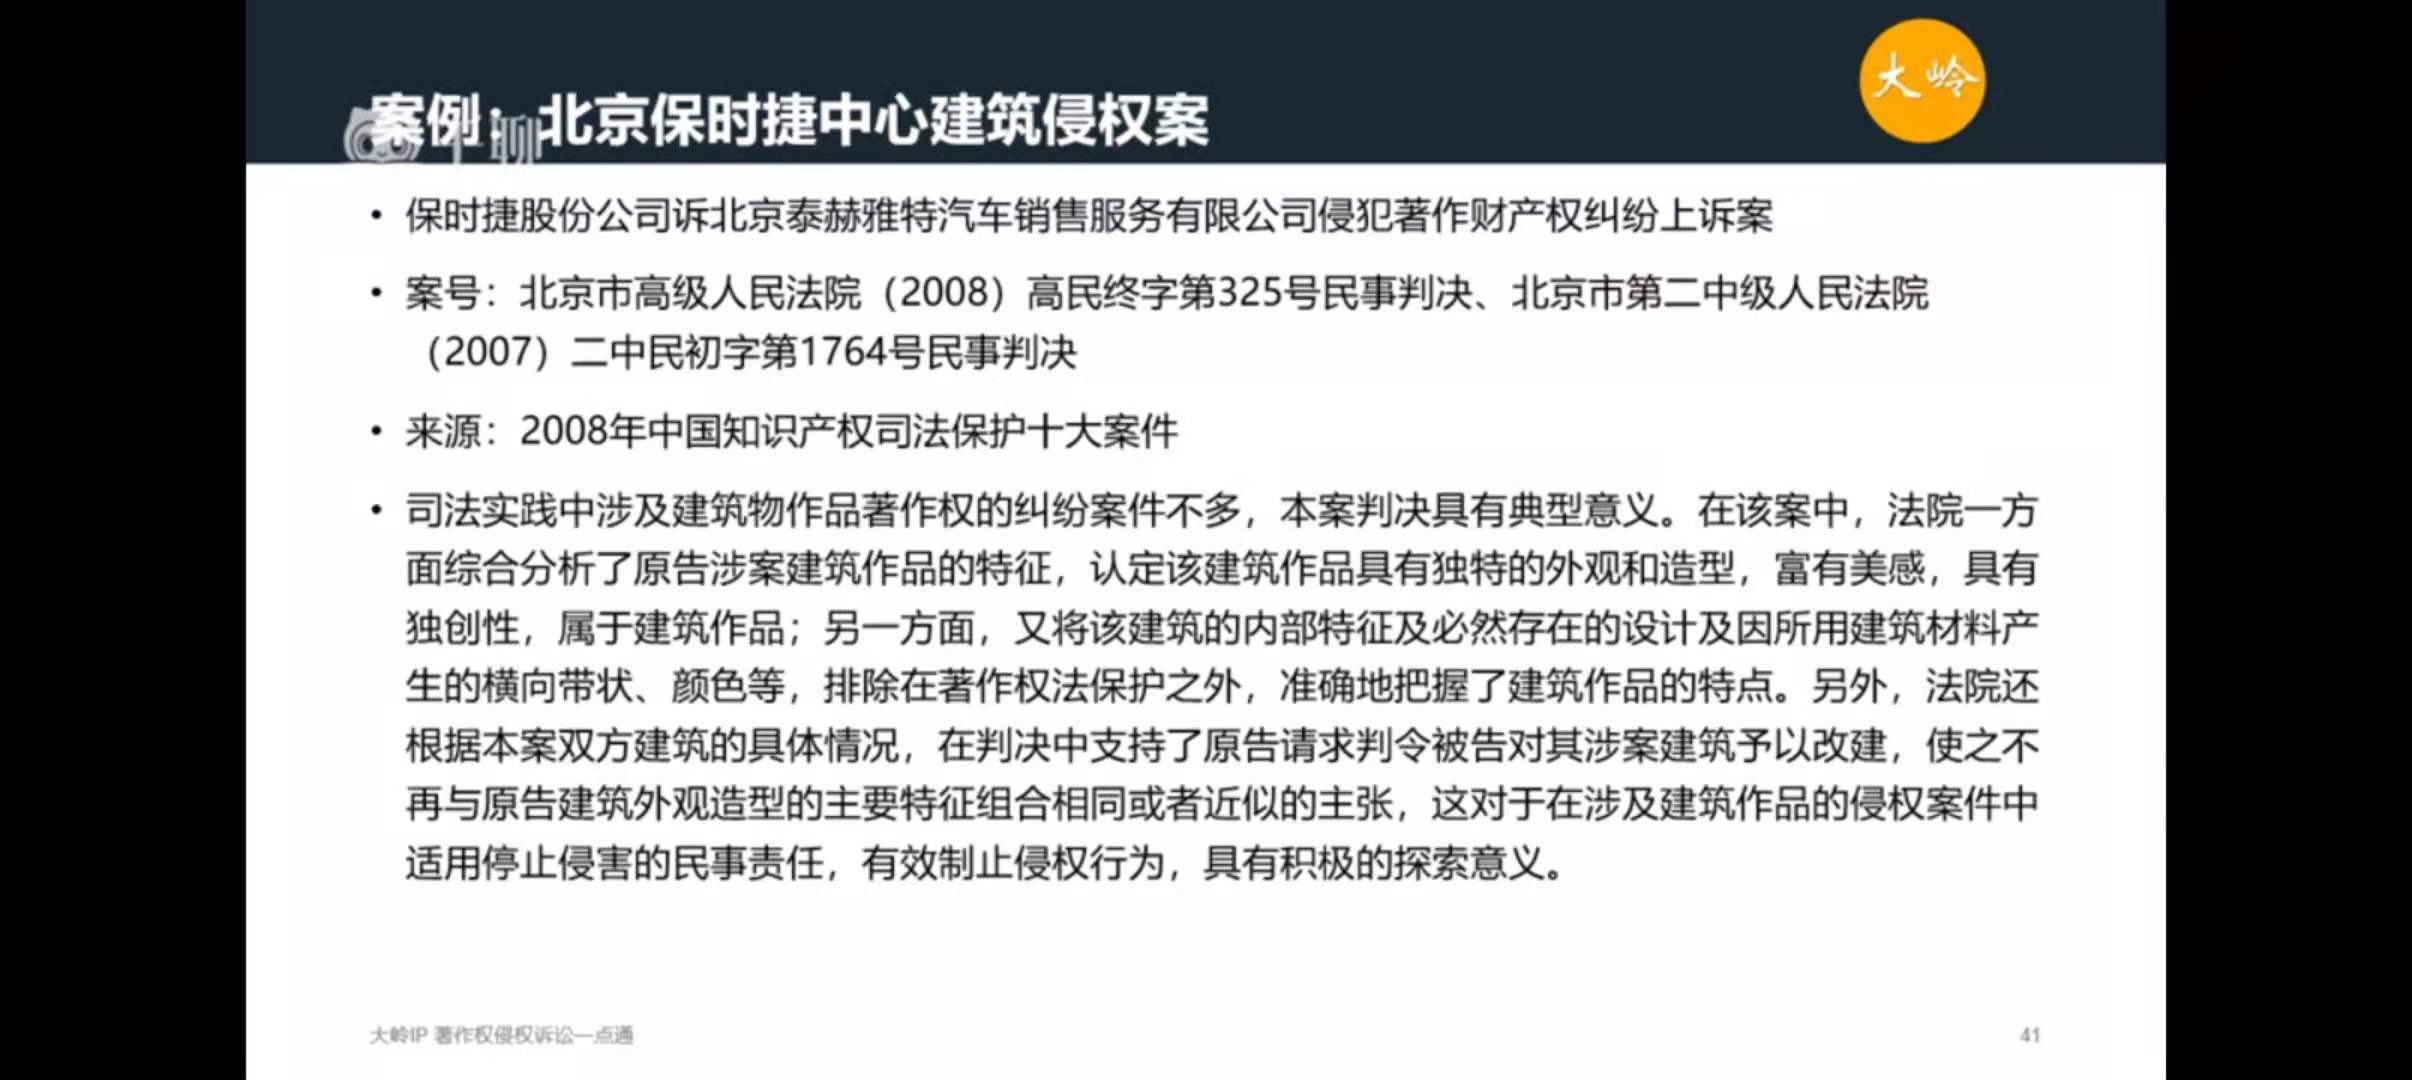 大岭
案例：北京保时捷中心建筑侵权案
• 保时捷股份公司诉北京泰赫雅特汽车销售服务有限公司侵犯著作财产权纠纷上诉案
• 案号：北京市高级人民法院（2008）高民终字第325号民事判决、北京市第二中级人民法院
（2007）二中民初字第1764号民事判决
• 来源：2008年中国知识产权司法保护十大案件
• 司法实践中涉及建筑物作品著作权的纠纷案件不多，本案判决具有典型意义。在该案中，法院一方
面综合分析了原告涉案建筑作品的特征，认定该建筑作品具有独特的外观和造型，富有美感，具有
独创性，属于建筑作品；另一方面，又将该建筑的内部特征及必然存在的设计及因所用建筑材料产
生的横向带状、颜色等，排除在著作权法保护之外，准确地把握了建筑作品的特点。另外，法院还
根据本案双方建筑的具体情况，在判决中支持了原告请求判令被告对其涉案建筑予以改建，使之不
再与原告建筑外观造型的主要特征组合相同或者近似的主张，这对于在涉及建筑作品的侵权案件中
适用停止侵害的民事责任，有效制止侵权行为，具有积极的探索意义。
大岭IP 著作权侵权诉讼一点通
41